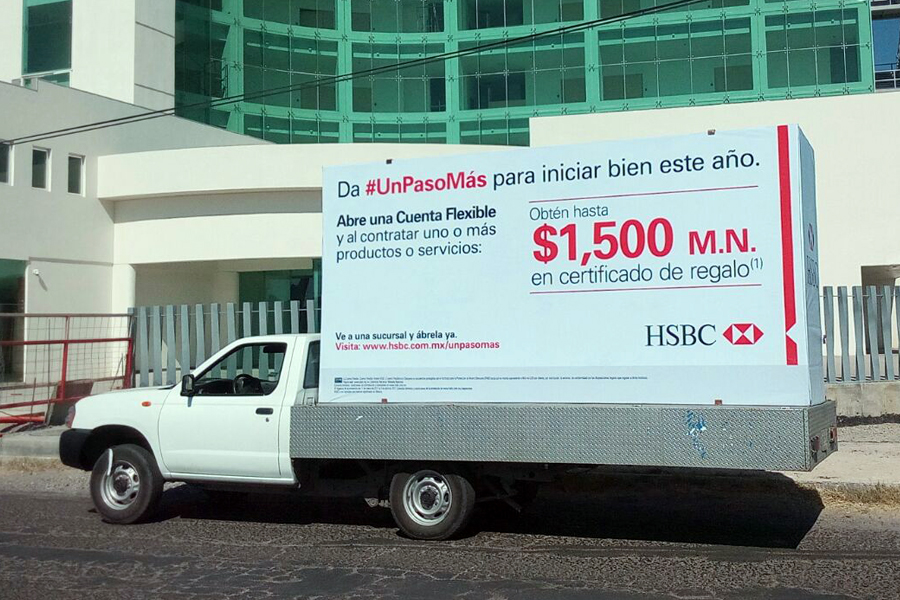 Da #UnPasoMás para iniciar bien este año.
Abre una Cuenta Flexible
y al contratar uno o más
productos o servicios:
Obtén hasta
$1,500 M.N.
en certificado de regalo(1)
Ve a una sucursal y ábrela ya.
Visita: www.hsbc.com.mx/unpasomas
HSBC